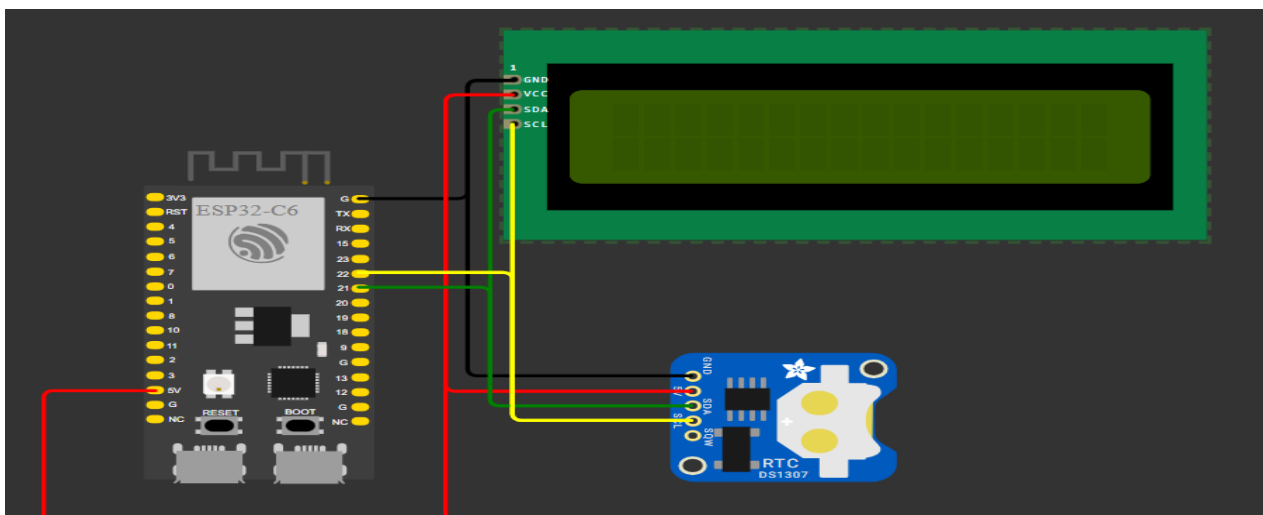 ESP32-C6
3V3
RST
4
5
6
7
0
1
8
10
11
2
3
5V
G
NC
G
TX
RX
15
23
22
21
20
19
18
9
G
13
12
G
NC
RESET
BOOT
1
GND
VCC
SDA
SCL
GND
5V
SDA
SCL
SQW
RTC
DS1307